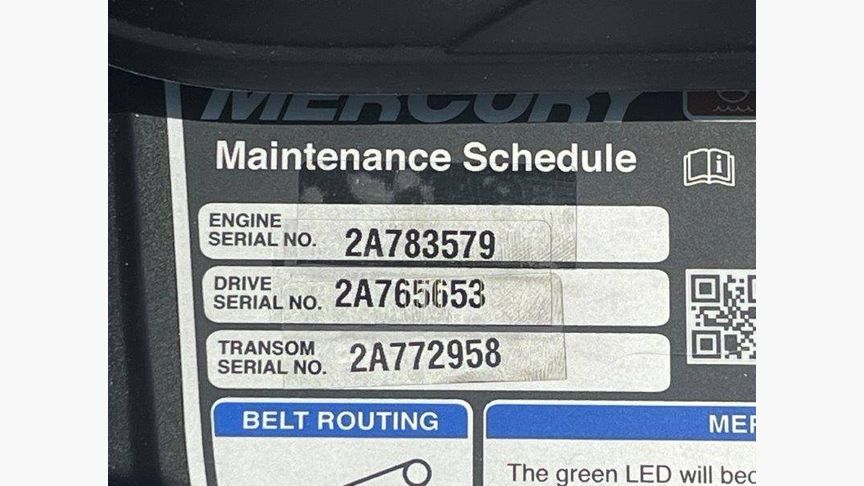 MERCURY
Maintenance Schedule
ENGINE
SERIAL NO. 2A783579
DRIVE
SERIAL NO. 2A765653
TRANSOM
SERIAL NO. 2A772958
BELT ROUTING
The green LED will